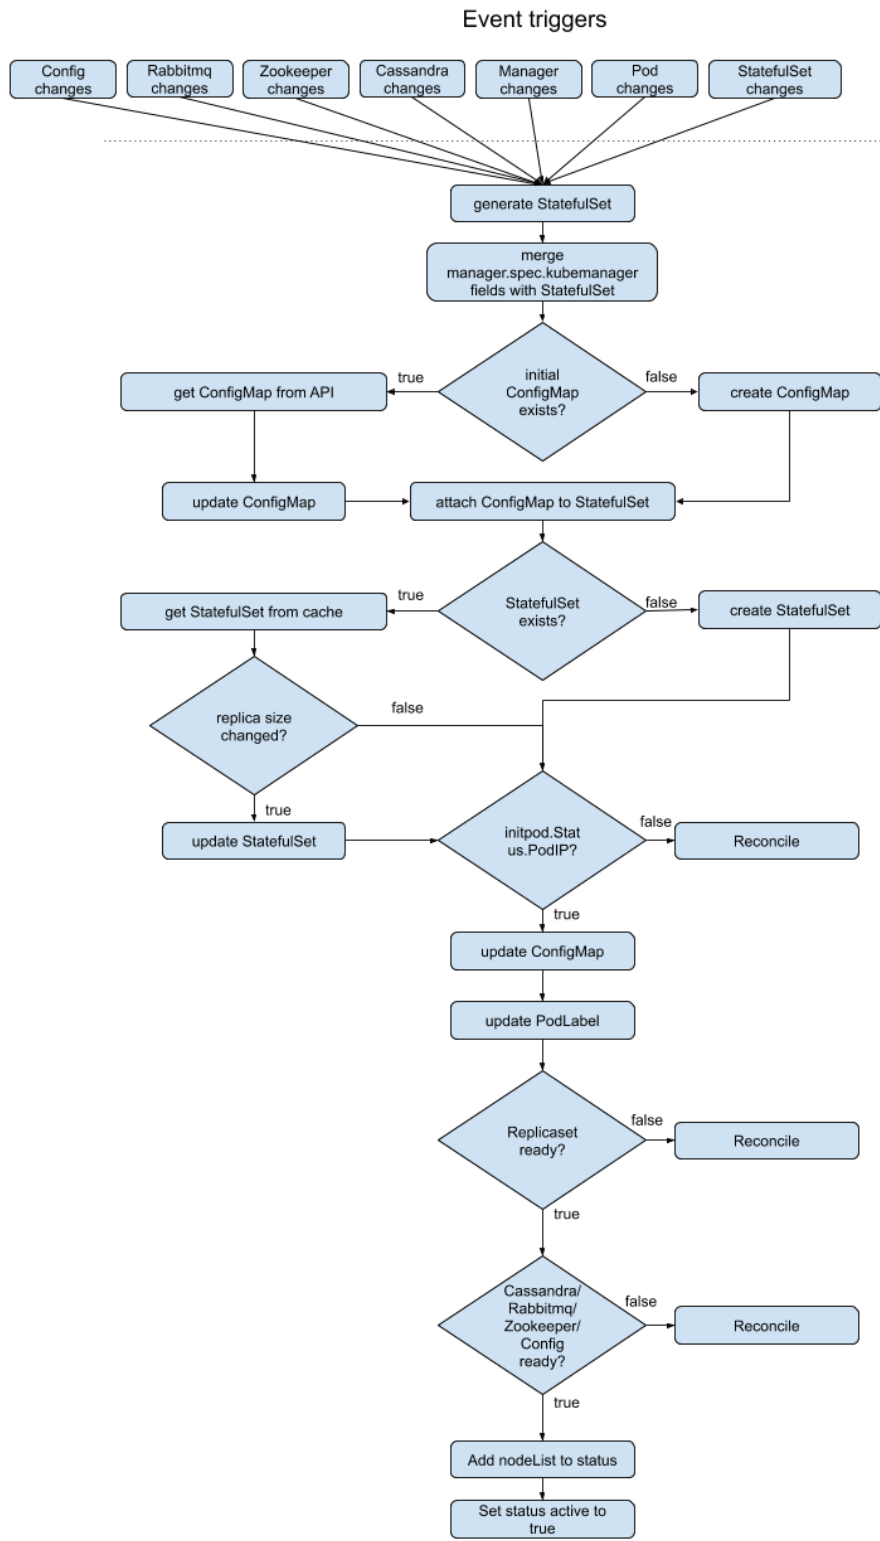 Event triggers
Config
changes
Rabbitmq
changes
Zookeeper
changes
Cassandra
changes
Manager
changes
Pod
changes
StatefulSet
changes
generate StatefulSet
merge
manager.spec.kubemanager
fields with StatefulSet
initial
ConfigMap
exists?
true
false
get ConfigMap from API
create ConfigMap
update ConfigMap
attach ConfigMap to StatefulSet
StatefulSet
exists?
true
false
get StatefulSet from cache
create StatefulSet
replica size
changed?
false
true
update StatefulSet
initpod.Stat
us.PodIP?
false
Reconcile
true
update ConfigMap
update PodLabel
Replicaset
ready?
false
Reconcile
true
Cassandra/
Rabbitmq/
Zookeeper/
Config
ready?
false
Reconcile
true
Add nodeList to status
Set status active to
true